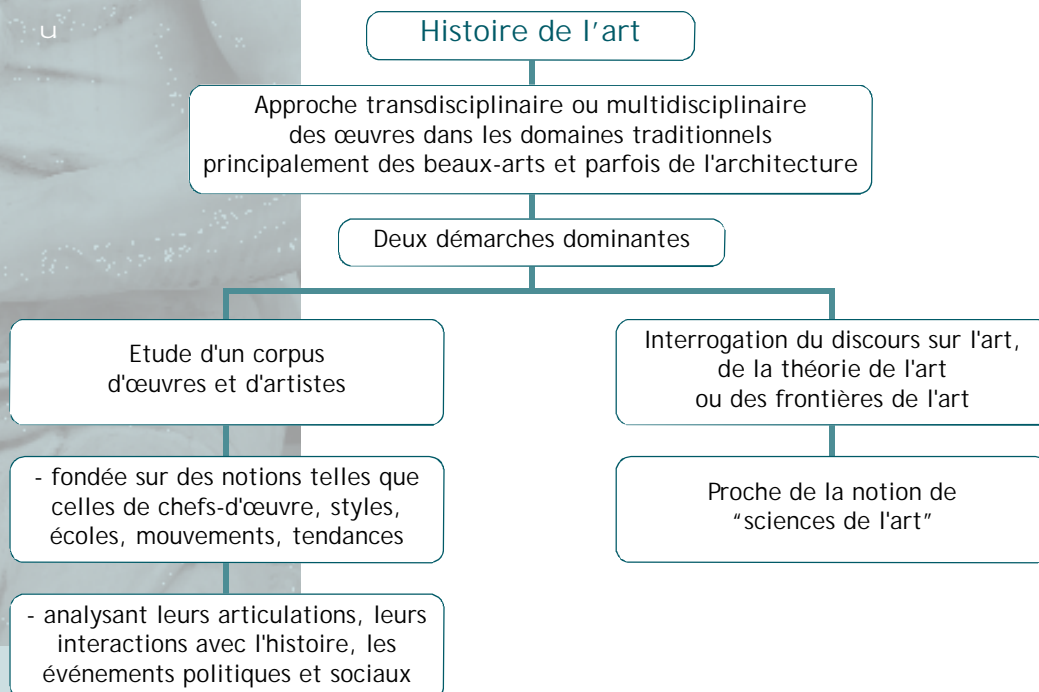 u
Histoire de l'art
Approche transdisciplinaire ou multidisciplinaire
des œuvres dans les domaines traditionnels
principalement des beaux-arts et parfois de l'architecture
Deux démarches dominantes
Etude d'un corpus
d'œuvres et d'artistes
- fondée sur des notions telles que
celles de chefs-d'œuvre, styles,
écoles, mouvements, tendances
- analysant leurs articulations, leurs
interactions avec l'histoire, les
événements politiques et sociaux
Interrogation du discours sur l'art,
de la théorie de l'art
ou des frontières de l'art
Proche de la notion de
“sciences de l'art”